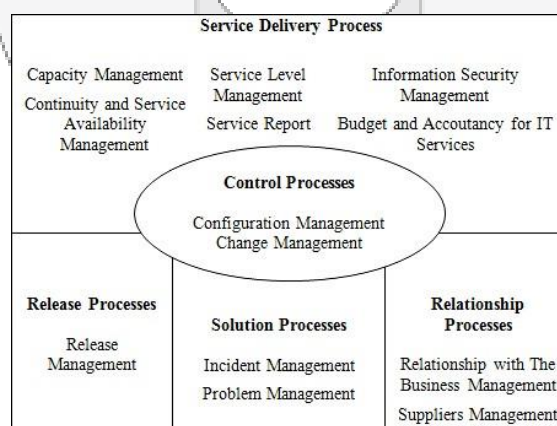 Service Delivery Process
Capacity Management
Continuity and Service
Availability
Management
Service Level
Management
Service Report
Information Security
Management
Budget and Accoutancy for IT
Services
Control Processes
Configuration Management
Change Management
Release Processes
Release
Management
Solution Processes
Incident Management
Problem Management
Relationship
Processes
Relationship with The
Business Management
Suppliers Management